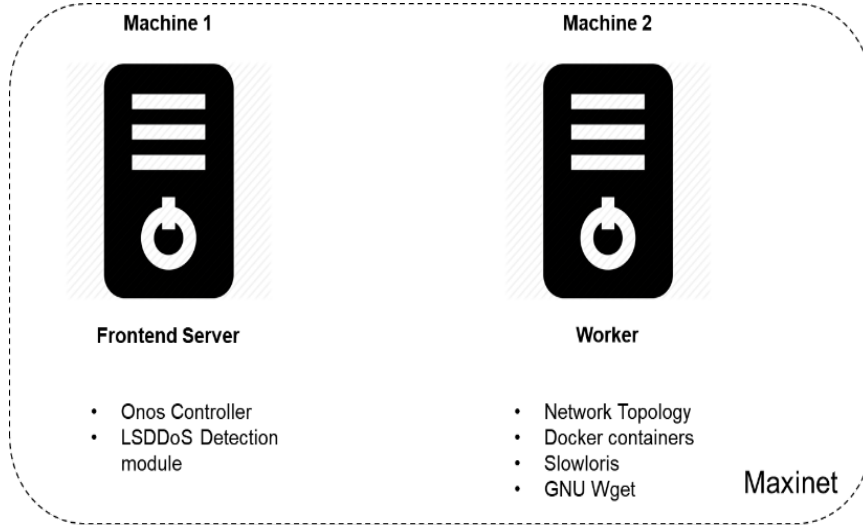 Machine 1
Machine 2
Frontend Server
Worker
• Onos Controller
• LSDDoS Detection
module
• Network Topology
• Docker containers
• Slowloris
• GNU Wget
Maxinet